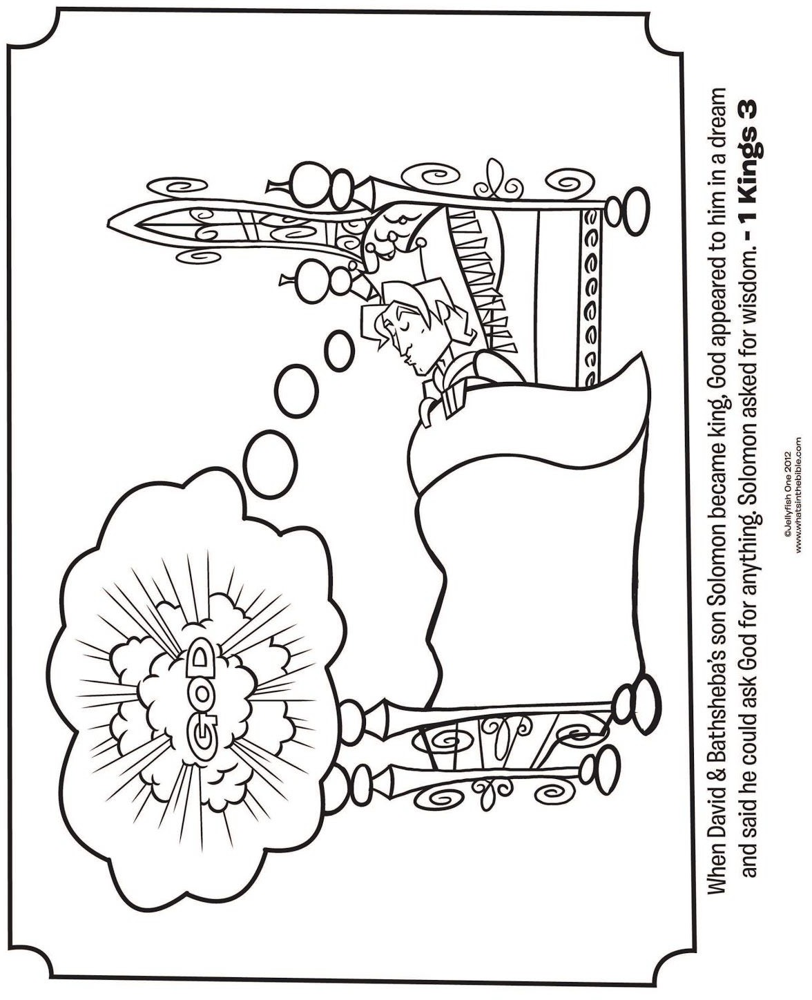 GOD
When David & Bathsheba's son Solomon became king, God appeared to him in a dream
and said he could ask God for anything. Solomon asked for wisdom. - 1 Kings 3
©Jellyfish One 2012
www.whatsinthebible.com